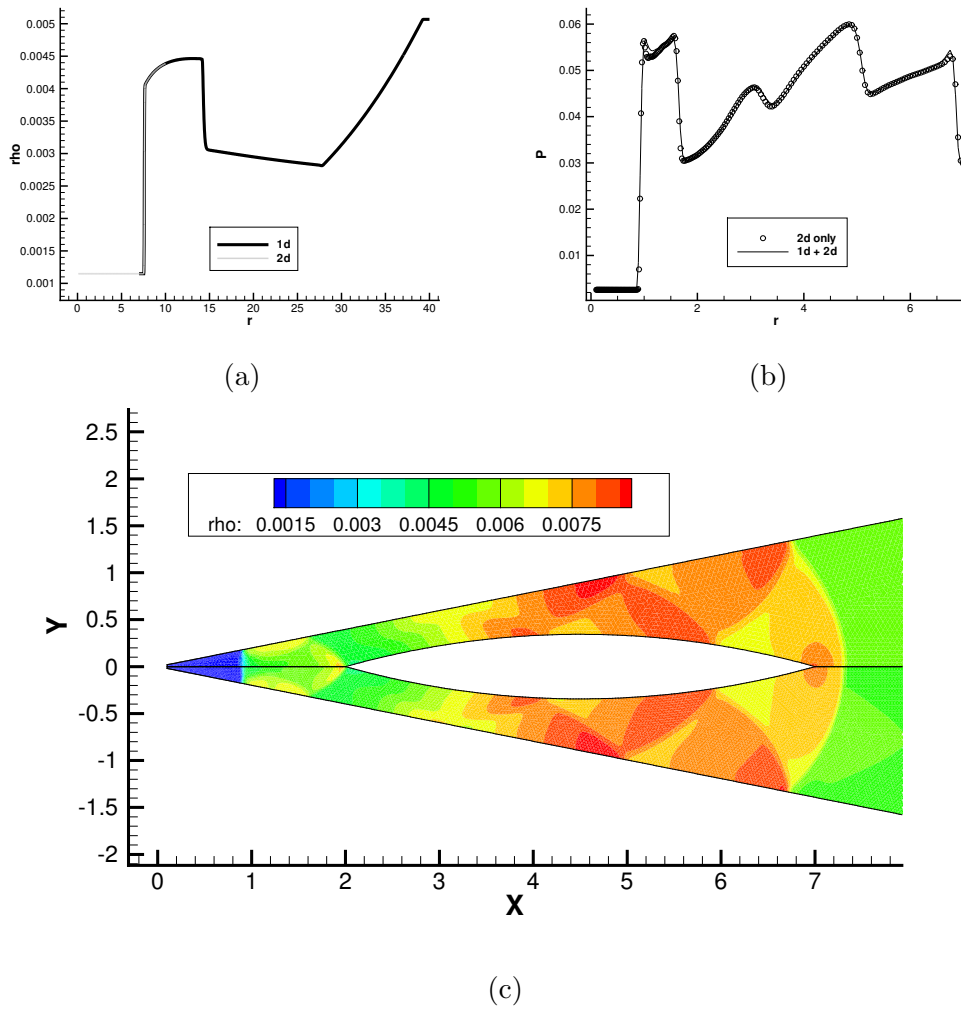 0.005
0.0045
0.004
0.0035
0.003
0.0025
0.002
0.0015
0.001
rho
0 5 10 15 20 25 30 35 40
r
1d
2d
(a)
0.06
0.05
0.04
0.03
0.02
0.01
P
0 2 4 6
r
2d only
1d + 2d
(b)
2.5
2
1.5
1
0.5
0
-0.5
-1
-1.5
-2
Y
rho: 0.0015 0.003 0.0045 0.006 0.0075
0 1 2 3 4 5 6 7
X
(c)